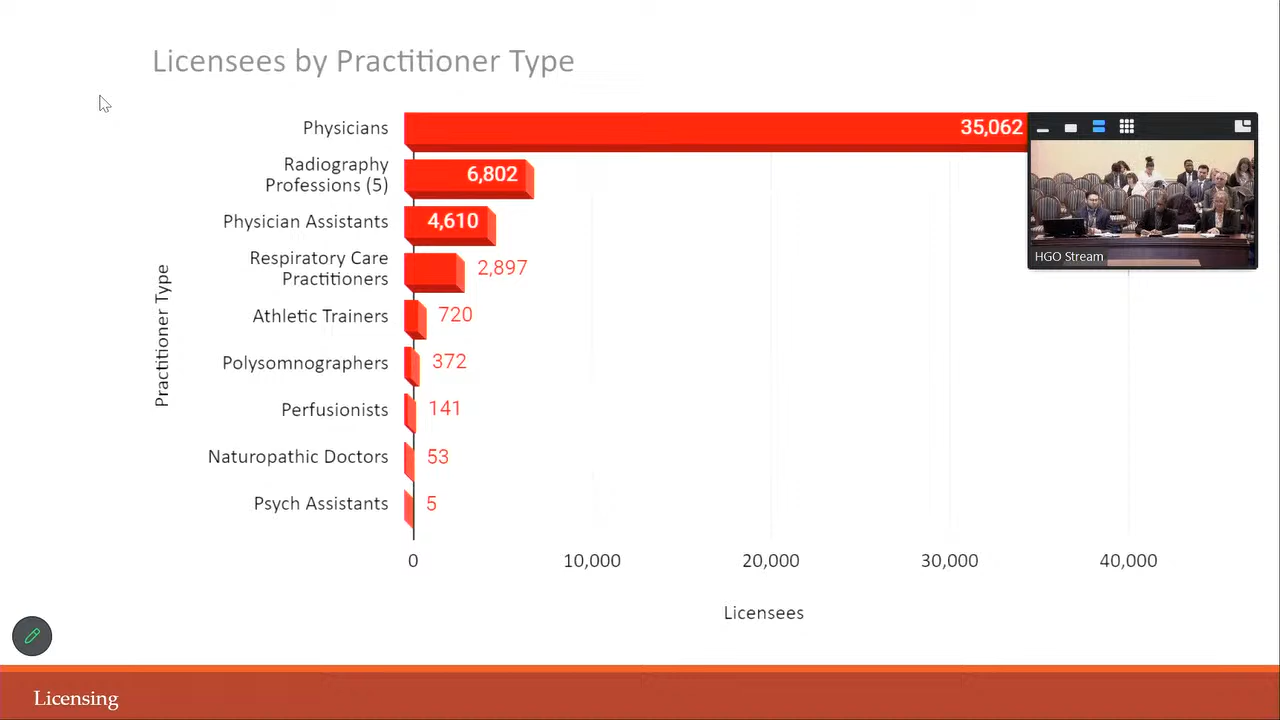 Licensees by Practitioner Type
Physicians
35,062
Radiography
Professions (5)
6,802
Physician Assistants
4,610
Respiratory Care
Practitioners
2,897
Athletic Trainers
720
Polysomnographers
372
Perfusionists
141
Naturopathic Doctors
53
Psych Assistants
5
Practitioner Type
0
10,000
20,000
30,000
40,000
Licensees
HGO Stream
Licensing